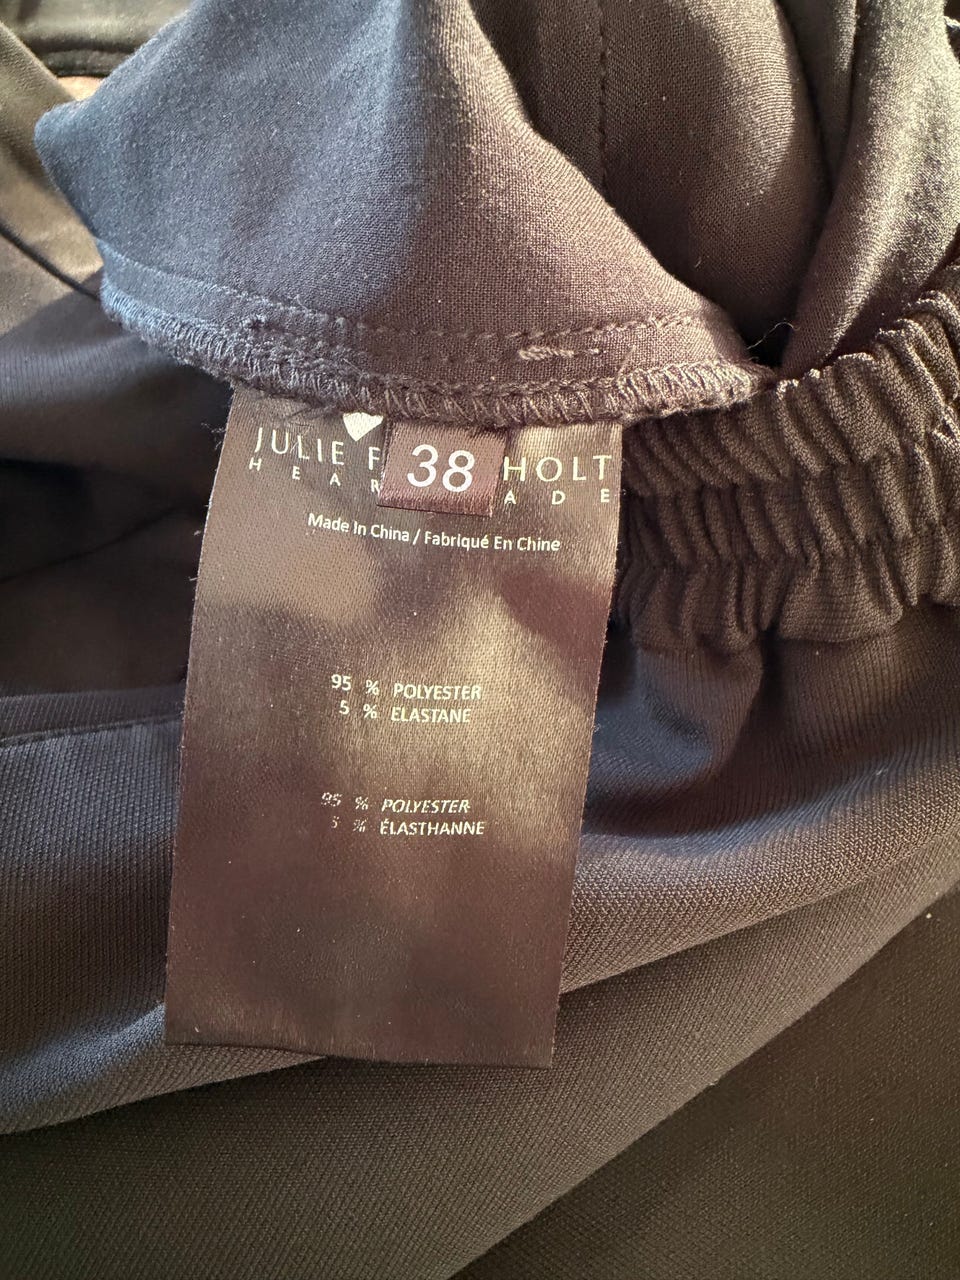 JULIE F HOLT
38
HEAR ADE
Made In China / Fabriqué En Chine
95 % POLYESTER
5 % ELASTANE
95 % POLYESTER
5 % ÉLASTHANNE